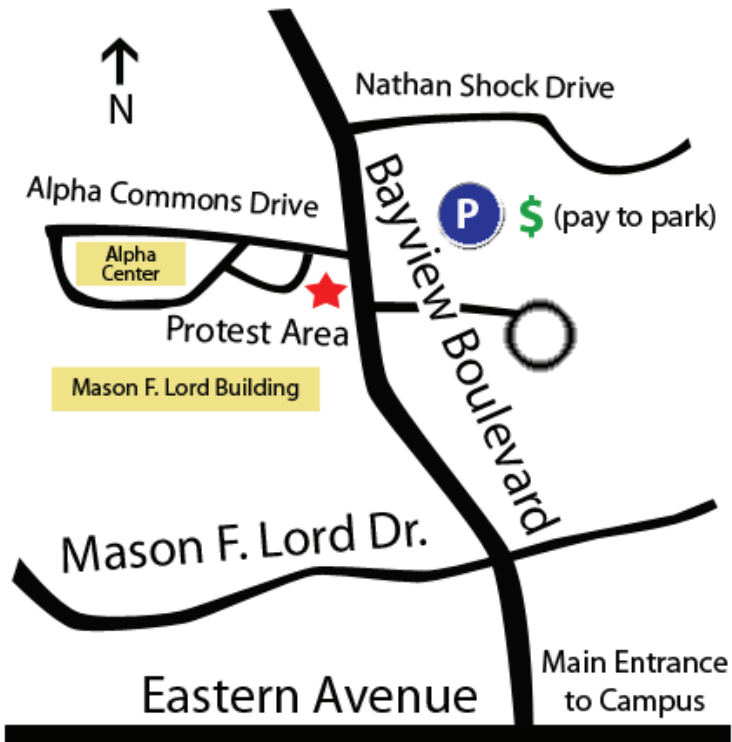 N
Nathan Shock Drive
Alpha Commons Drive
Bayview Boulevard
P $ (pay to park)
Alpha
Center
Protest Area
Mason F. Lord Building
Mason F. Lord Dr.
Main Entrance
to Campus
Eastern Avenue